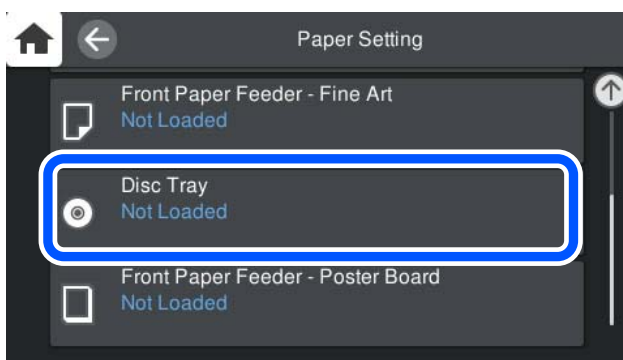 Paper Setting
Front Paper Feeder - Fine Art
Not Loaded
Disc Tray
Not Loaded
Front Paper Feeder - Poster Board
Not Loaded